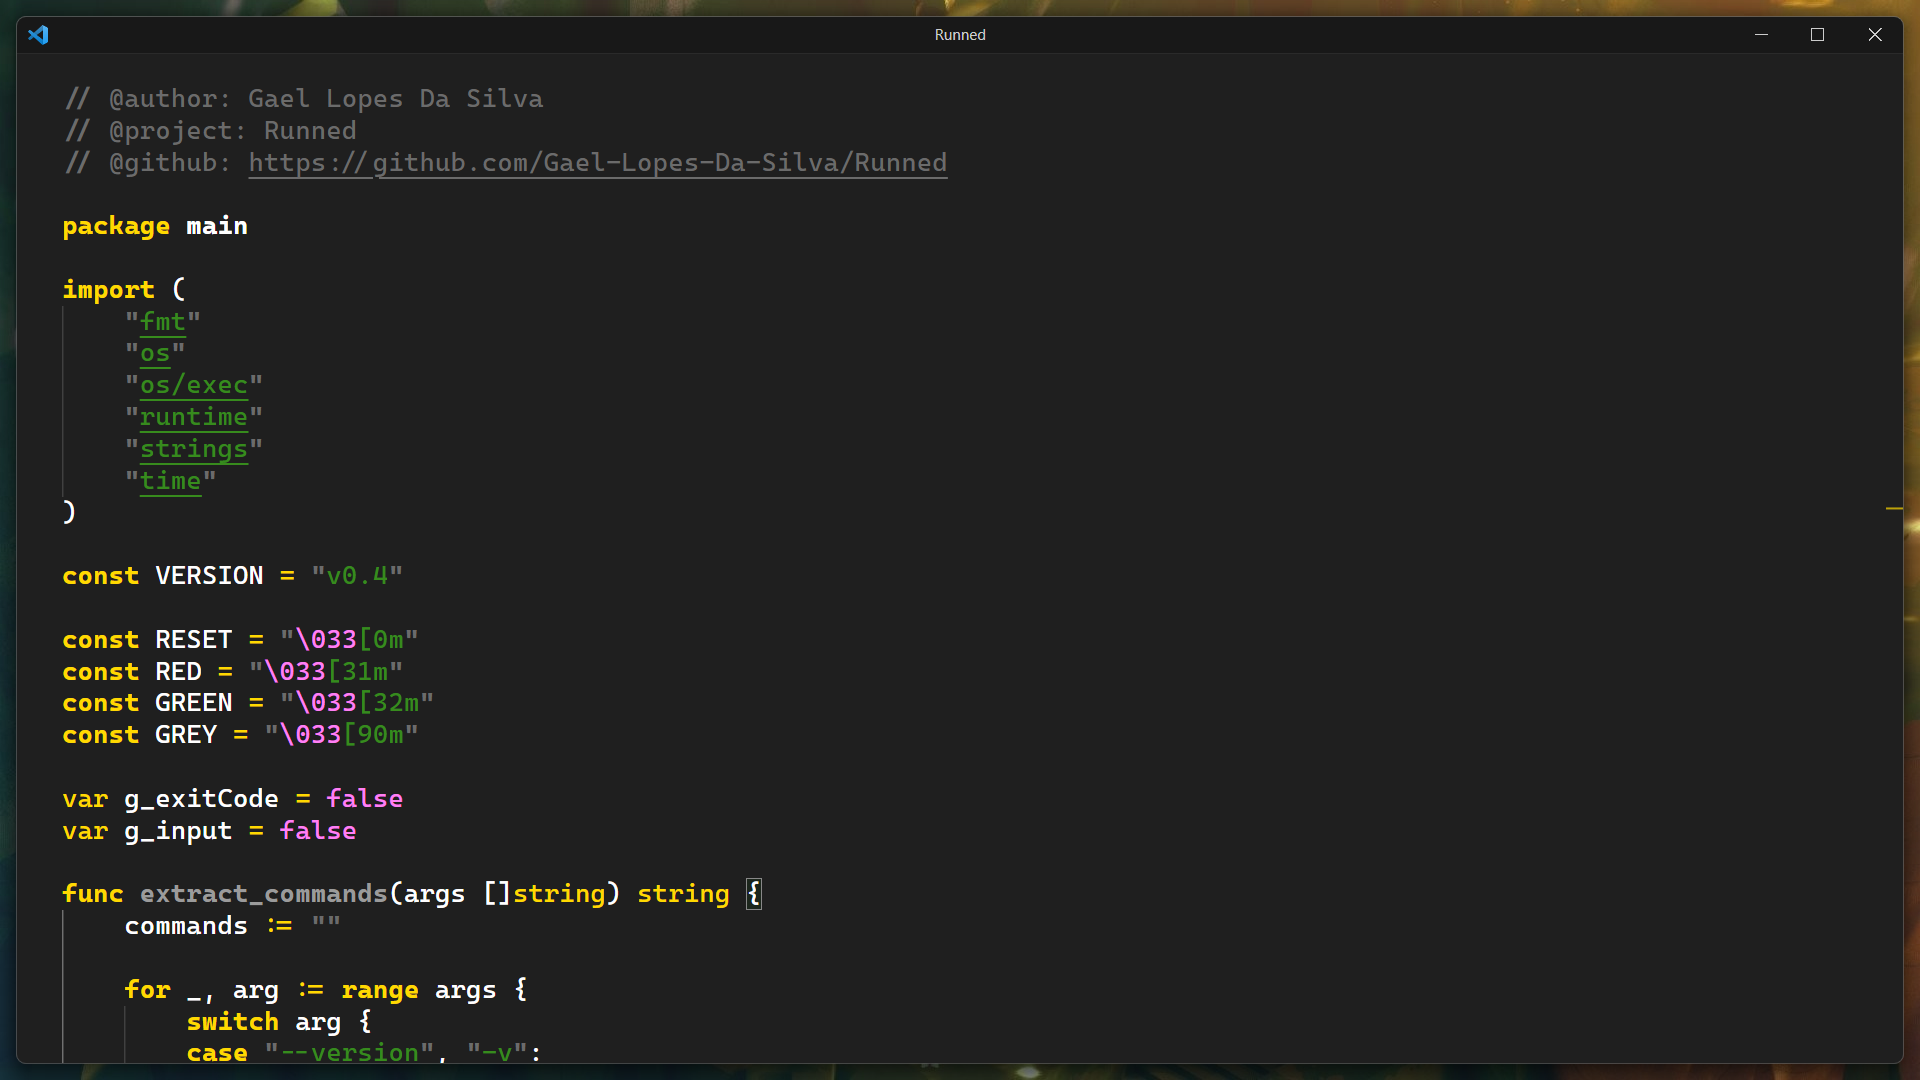 Runned
// @author: Gael Lopes Da Silva
// @project: Runned
// @github: https://github.com/Gael-Lopes-Da-Silva/Runned
package main
import (
"fmt"
"os"
"os/exec"
"runtime"
"strings"
"time"
)
const VERSION = "v0.4"
const RESET = "\033[0m"
const RED = "\033[31m"
const GREEN = "\033[32m"
const GREY = "\033[90m"
var g_exitCode = false
var g_input = false
func extract_commands(args []string) string {
commands := ""
for _, arg := range args {
switch arg {
case "--version", "-v":